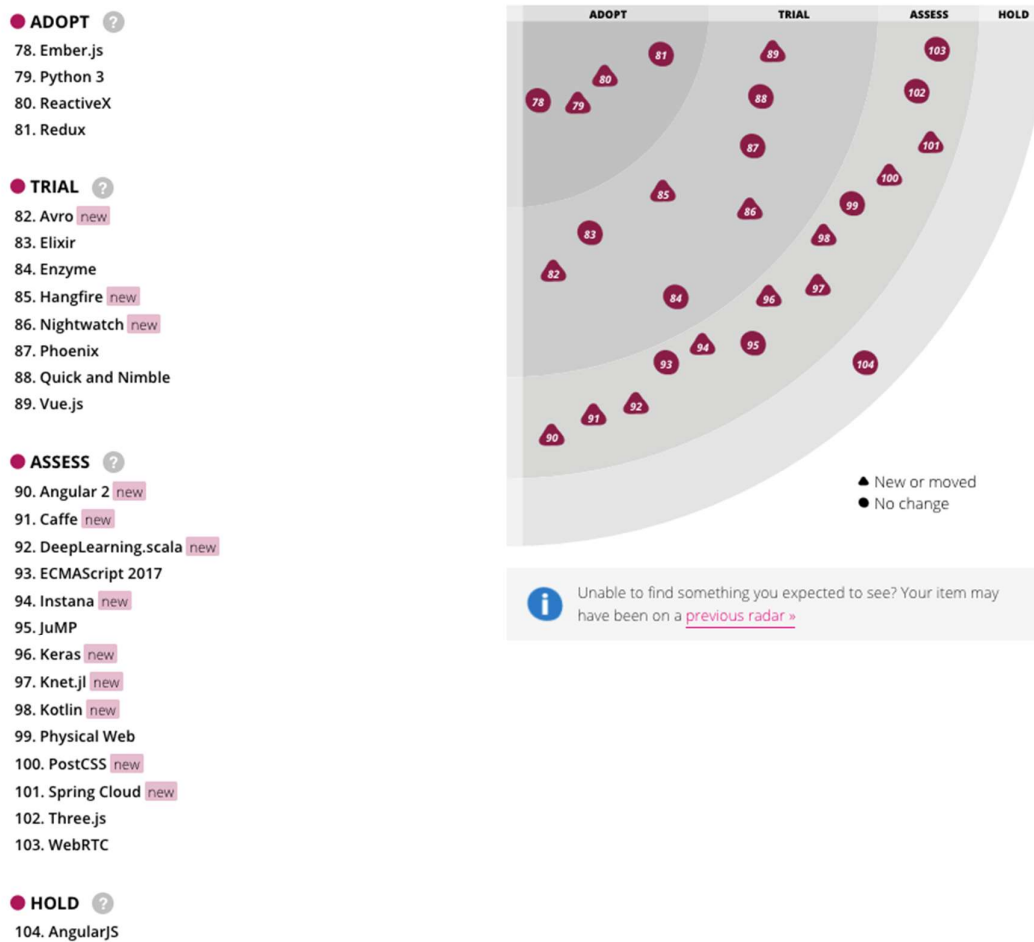 ADOPT ?
78. Ember.js
79. Python 3
80. ReactiveX
81. Redux
TRIAL ?
82. Avro new
83. Elixir
84. Enzyme
85. Hangfire new
86. Nightwatch new
87. Phoenix
88. Quick and Nimble
89. Vue.js
ASSESS ?
90. Angular 2 new
91. Caffe new
92. DeepLearning.scala new
93. ECMAScript 2017
94. Instana new
95. JuMP
96. Keras new
97. Knet.jl new
98. Kotlin new
99. Physical Web
100. PostCSS new
101. Spring Cloud new
102. Three.js
103. WebRTC
HOLD ?
104. AngularJS
ADOPT TRIAL ASSESS HOLD
81
89
103
80
78
79
88
102
87
101
100
85
86
99
83
98
82
97
84
96
94
95
93
104
92
91
90
New or moved
No change
i
Unable to find something you expected to see? Your item may
have been on a previous radar »